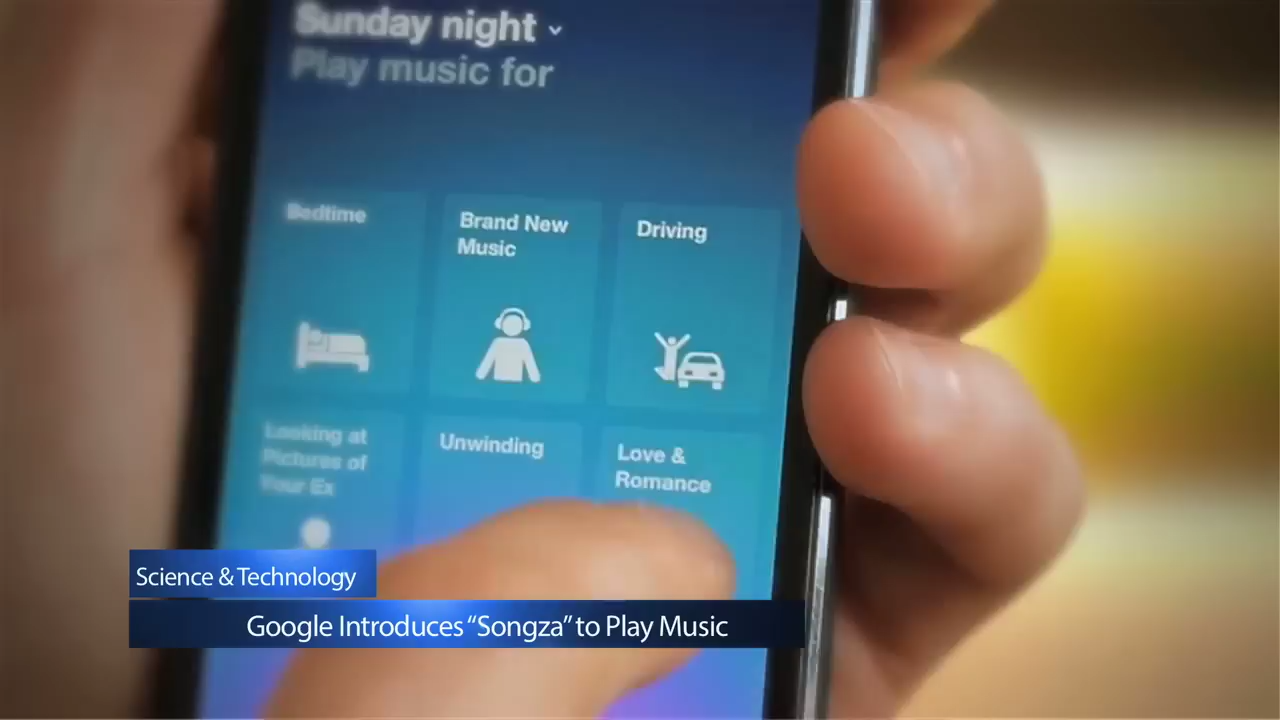 Sunday night
Play music for
Bedtime
Brand New
Music
Driving
Looking at
Pictures of
Your Ex
Unwinding
Love &
Romance
Science & Technology
Google Introduces “Songza” to Play Music